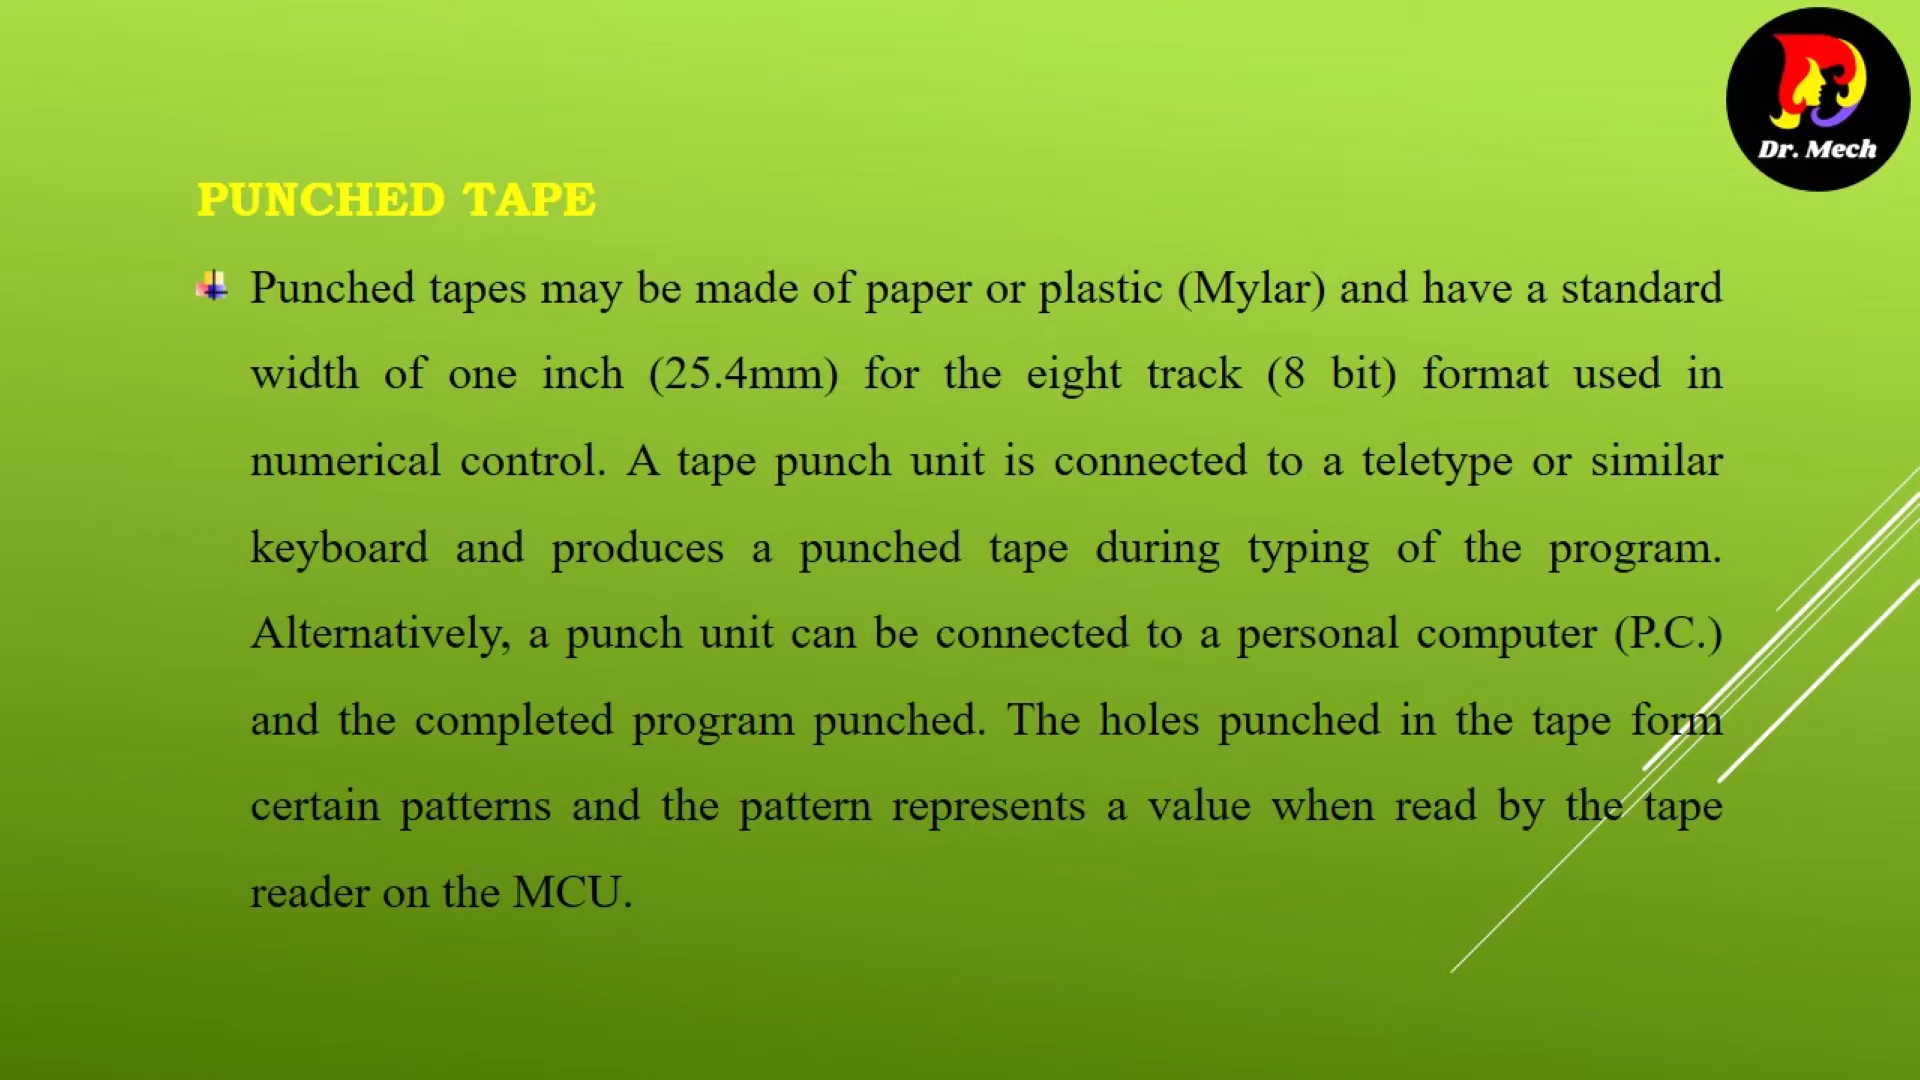 Dr. Mech
PUNCHED TAPE
Punched tapes may be made of paper or plastic (Mylar) and have a standard
width of one inch (25.4mm) for the eight track (8 bit) format used in
numerical control. A tape punch unit is connected to a teletype or similar
keyboard and produces a punched tape during typing of the program.
Alternatively, a punch unit can be connected to a personal computer (P.C.)
and the completed program punched. The holes punched in the tape form
certain patterns and the pattern represents a value when read by the tape
reader on the MCU.